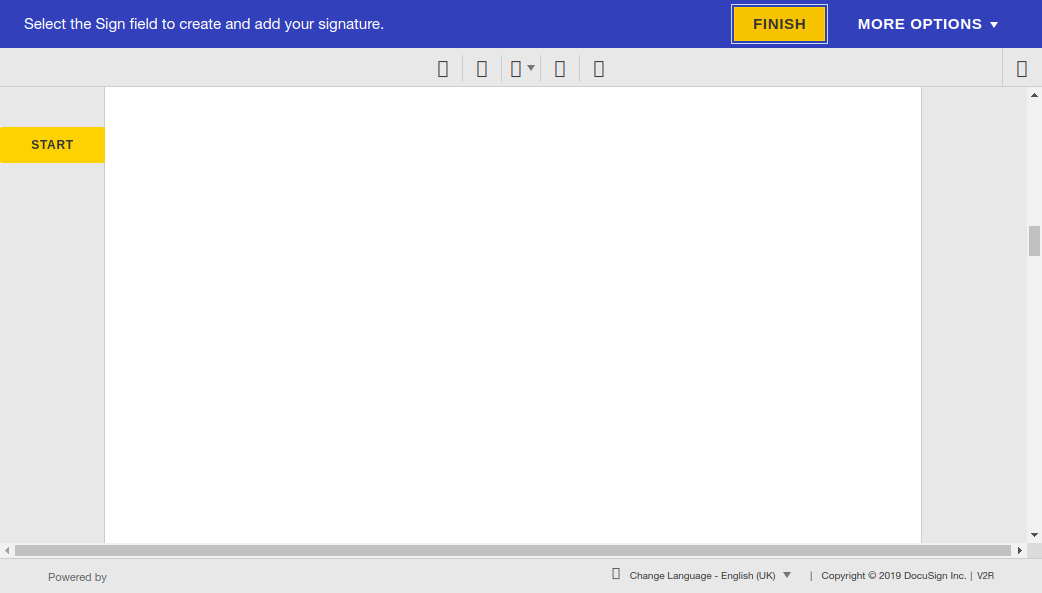 Select the Sign field to create and add your signature.
FINISH
MORE OPTIONS
START
Powered by
Change Language - English (UK)
| Copyright © 2019 DocuSign Inc. | V2R